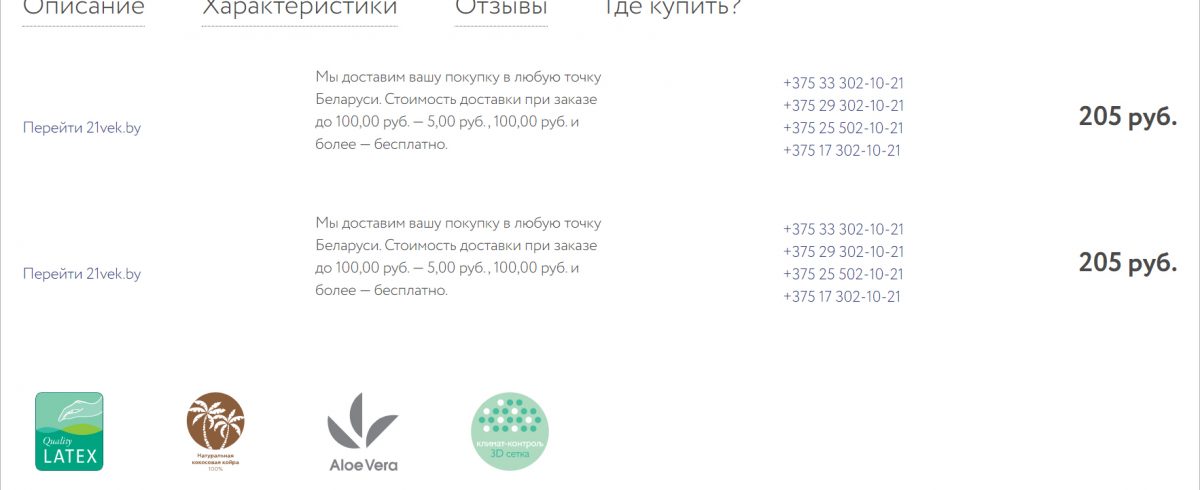 Описание Характеристики Отзывы Где купить?
Перейти 21vek.by
Мы доставим вашу покупку в любую точку
Беларуси. Стоимость доставки при заказе
до 100,00 руб. — 5,00 руб., 100,00 руб. и
более — бесплатно.
+375 33 302-10-21
+375 29 302-10-21
+375 25 502-10-21
+375 17 302-10-21
205 руб.
Перейти 21vek.by
Мы доставим вашу покупку в любую точку
Беларуси. Стоимость доставки при заказе
до 100,00 руб. — 5,00 руб., 100,00 руб. и
более — бесплатно.
+375 33 302-10-21
+375 29 302-10-21
+375 25 502-10-21
+375 17 302-10-21
205 руб.
Quality
LATEX
Натуральная
кокосовая койра
100%
Aloe Vera
климат-контроль
3D сетка